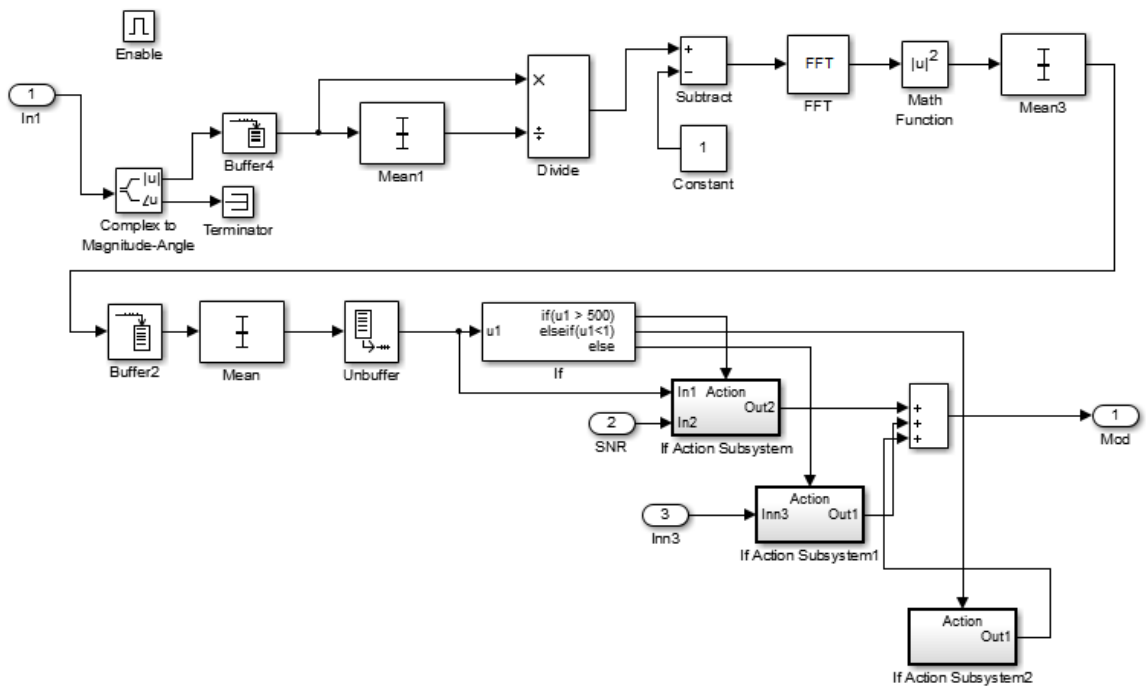 Enable
1
In1
|u|
∠u
Complex to
Magnitude-Angle
Buffer4
Terminator
Mean1
×
÷
Divide
+
−
Subtract
1
Constant
FFT
FFT
|u|²
Math
Function
Mean3
Buffer2
Mean
Unbuffer
u1
if(u1 > 500)
elseif(u1<1)
else
If
2
SNR
In1
Action
Out2
In2
If Action Subsystem
+
+
+
1
Mod
3
Inn3
Action
Inn3
Out1
If Action Subsystem1
Action
Out1
If Action Subsystem2